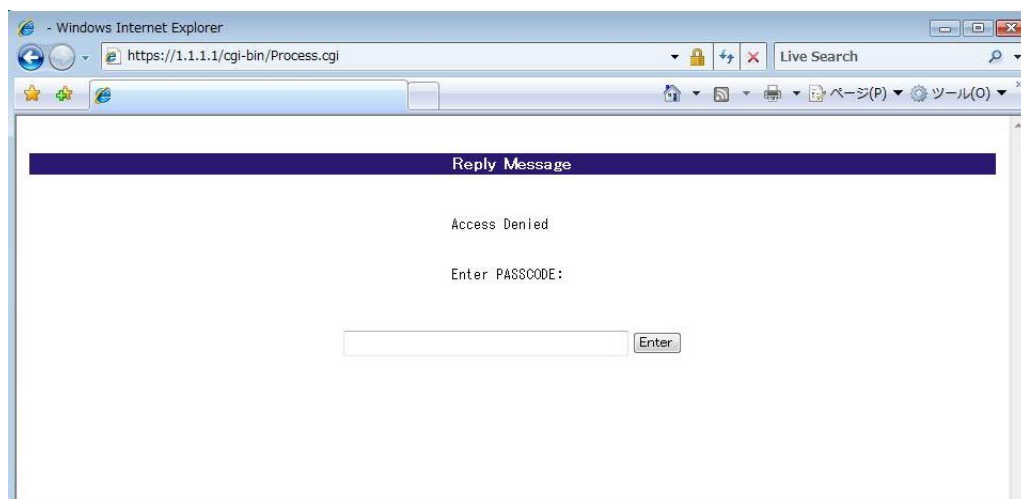 - Windows Internet Explorer
https://1.1.1.1/cgi-bin/Process.cgi
Live Search
ページ(P) ツール(O)
Reply Message
Access Denied
Enter PASSCODE:
Enter